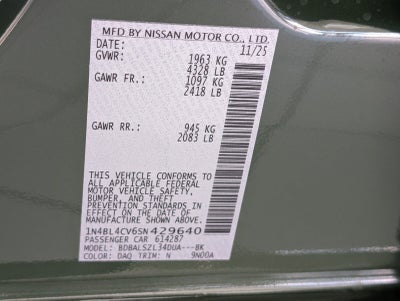 MFD BY NISSAN MOTOR CO., LTD.
DATE: 11/25
GVWR: 1963 KG
4328 LB
GAWR FR.: 1097 KG
2418 LB
GAWR RR.: 945 KG
2083 LB
THIS VEHICLE CONFORMS TO
ALL APPLICABLE FEDERAL
MOTOR VEHICLE SAFETY,
BUMPER, AND THEFT
PREVENTION STANDARDS IN
EFFECT ON THE DATE OF
MANUFACTURE SHOWN ABOVE.
1N4BL4CV6SN429640
PASSENGER CAR 614287
MODEL: BDBALSZL34DUA---BK
COLOR: DAQ TRIM: N 9N00A